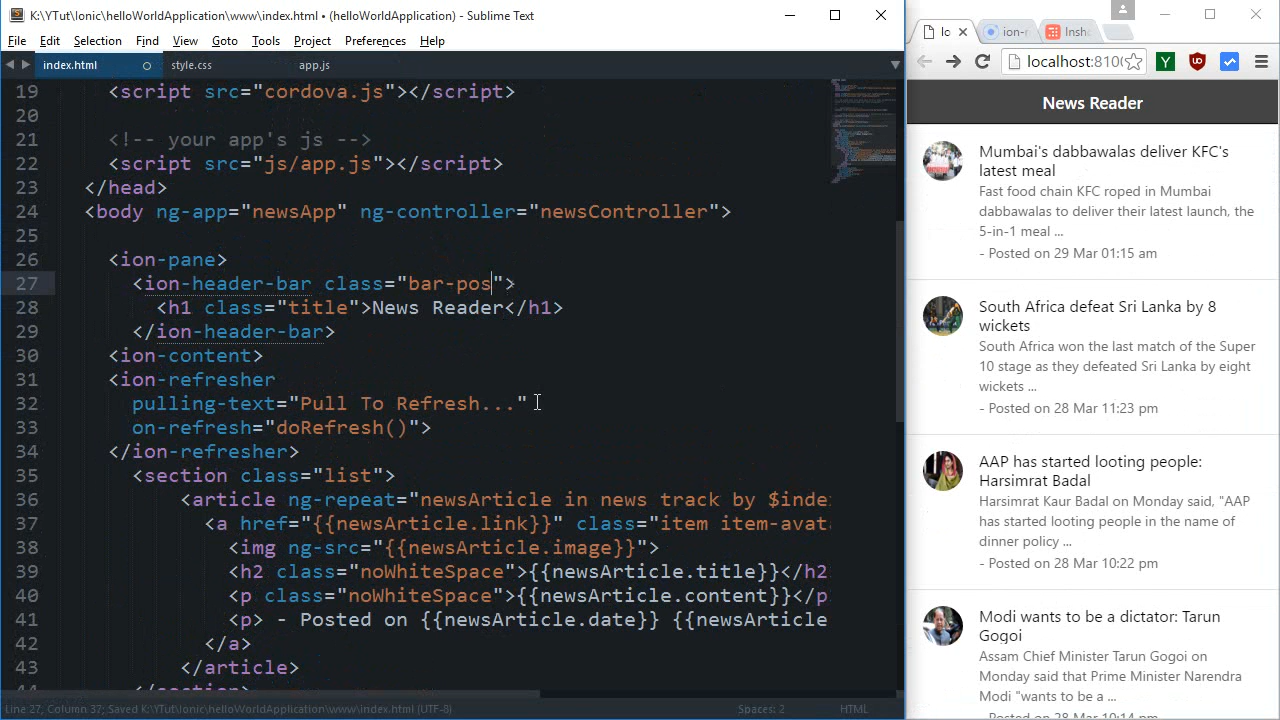 K:\YTut\Ionic\helloWorldApplication\www\index.html • (helloWorldApplication) - Sublime Text
File Edit Selection Find View Goto Tools Project Preferences Help
index.html style.css app.js
19 <script src="cordova.js"></script>
20
21 <!-- your app's js -->
22 <script src="js/app.js"></script>
23 </head>
24 <body ng-app="newsApp" ng-controller="newsController">
25
26 <ion-pane>
27 <ion-header-bar class="bar-pos">
28 <h1 class="title">News Reader</h1>
29 </ion-header-bar>
30 <ion-content>
31 <ion-refresher
32 pulling-text="Pull To Refresh..."
33 on-refresh="doRefresh()">
34 </ion-refresher>
35 <section class="list">
36 <article ng-repeat="newsArticle in news track by $inde
37 <a href="{{newsArticle.link}}" class="item item-avat
38 <img ng-src="{{newsArticle.image}}">
39 <h2 class="noWhiteSpace">{{newsArticle.title}}</h2
40 <p class="noWhiteSpace">{{newsArticle.content}}</p
41 <p> - Posted on {{newsArticle.date}} {{newsArticle
42 </a>
43 </article>
44 </section>
Line 27, Column 37; Saved K:\YTut\Ionic\helloWorldApplication\www\index.html (UTF-8) Spaces: 2 HTML
Io ion-r Insh
localhost:810
News Reader
Mumbai's dabbawalas deliver KFC's
latest meal
Fast food chain KFC roped in Mumbai
dabbawalas to deliver their latest launch, the
5-in-1 meal ...
- Posted on 29 Mar 01:15 am
South Africa defeat Sri Lanka by 8
wickets
South Africa won the last match of the Super
10 stage as they defeated Sri Lanka by eight
wickets ...
- Posted on 28 Mar 11:23 pm
AAP has started looting people:
Harsimrat Badal
Harsimrat Kaur Badal on Monday said, "AAP
has started looting people in the name of
dinner policy ...
- Posted on 28 Mar 10:22 pm
Modi wants to be a dictator: Tarun
Gogoi
Assam Chief Minister Tarun Gogoi on
Monday said that Prime Minister Narendra
Modi "wants to be a ...
- Posted on 28 Mar 10:14 pm